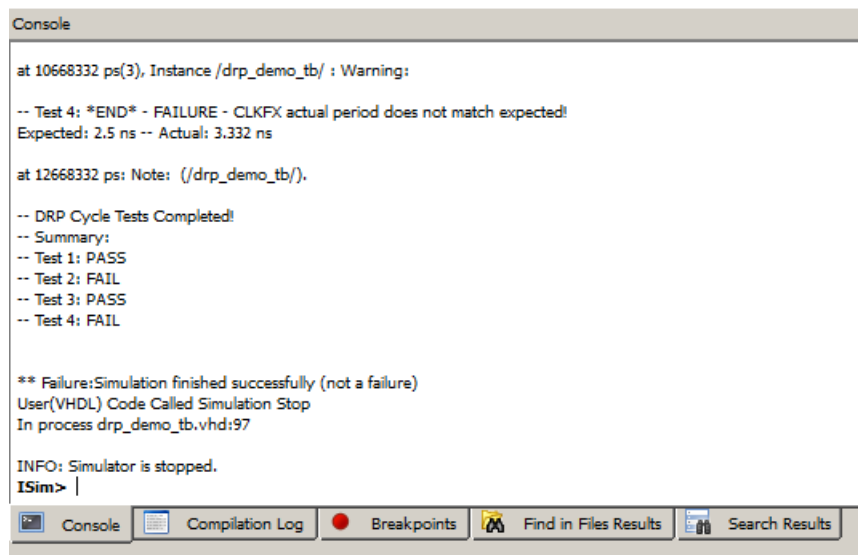 Console
at 10668332 ps(3), Instance /drp_demo_tb/ : Warning:
-- Test 4: *END* - FAILURE - CLKFX actual period does not match expected!
Expected: 2.5 ns -- Actual: 3.332 ns
at 12668332 ps: Note:  (/drp_demo_tb/).
-- DRP Cycle Tests Completed!
-- Summary:
-- Test 1: PASS
-- Test 2: FAIL
-- Test 3: PASS
-- Test 4: FAIL
** Failure:Simulation finished successfully (not a failure)
User(VHDL) Code Called Simulation Stop
In process drp_demo_tb.vhd:97
INFO: Simulator is stopped.
ISim>
Console Compilation Log Breakpoints Find in Files Results Search Results